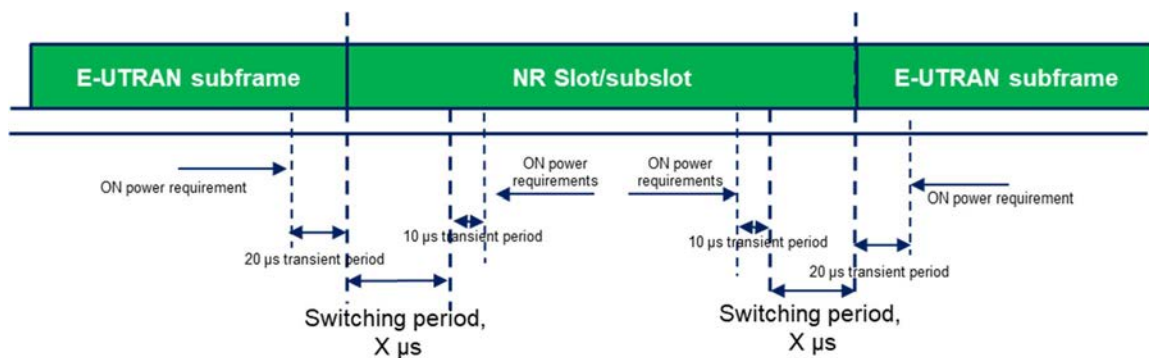 E-UTRAN subframe
NR Slot/subslot
E-UTRAN subframe
ON power requirement
ON power
requirements
ON power
requirements
ON power requirement
10 µs transient period
10 µs transient period
20 µs transient period
20 µs transient period
Switching period,
X µs
Switching period,
X µs